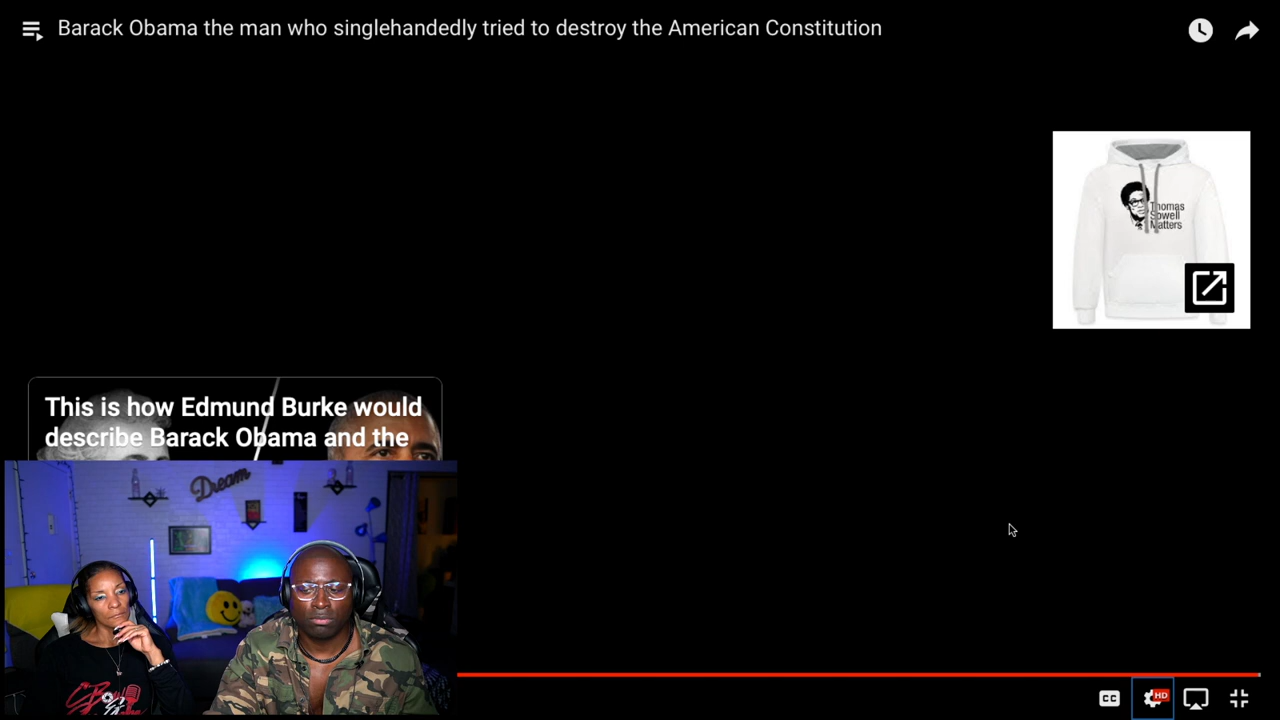 Barack Obama the man who singlehandedly tried to destroy the American Constitution
Thomas
Sowell
Matters
This is how Edmund Burke would
describe Barack Obama and the
Dream
CC
HD